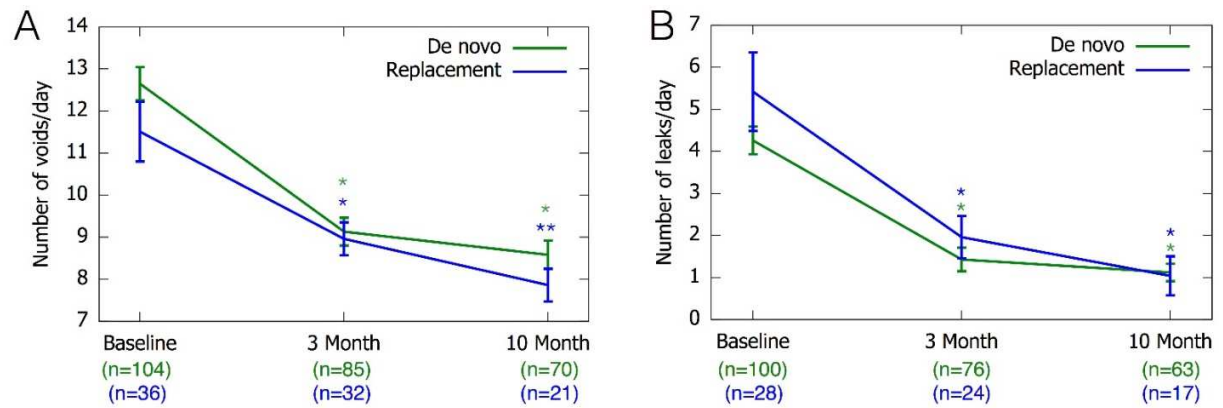 A
Number of voids/day
14
13
12
11
10
9
8
7
De novo
Replacement
*
*
*
**
Baseline
3 Month
10 Month
(n=104)
(n=85)
(n=70)
(n=36)
(n=32)
(n=21)
B
Number of leaks/day
7
6
5
4
3
2
1
0
De novo
Replacement
*
*
*
*
Baseline
3 Month
10 Month
(n=100)
(n=76)
(n=63)
(n=28)
(n=24)
(n=17)